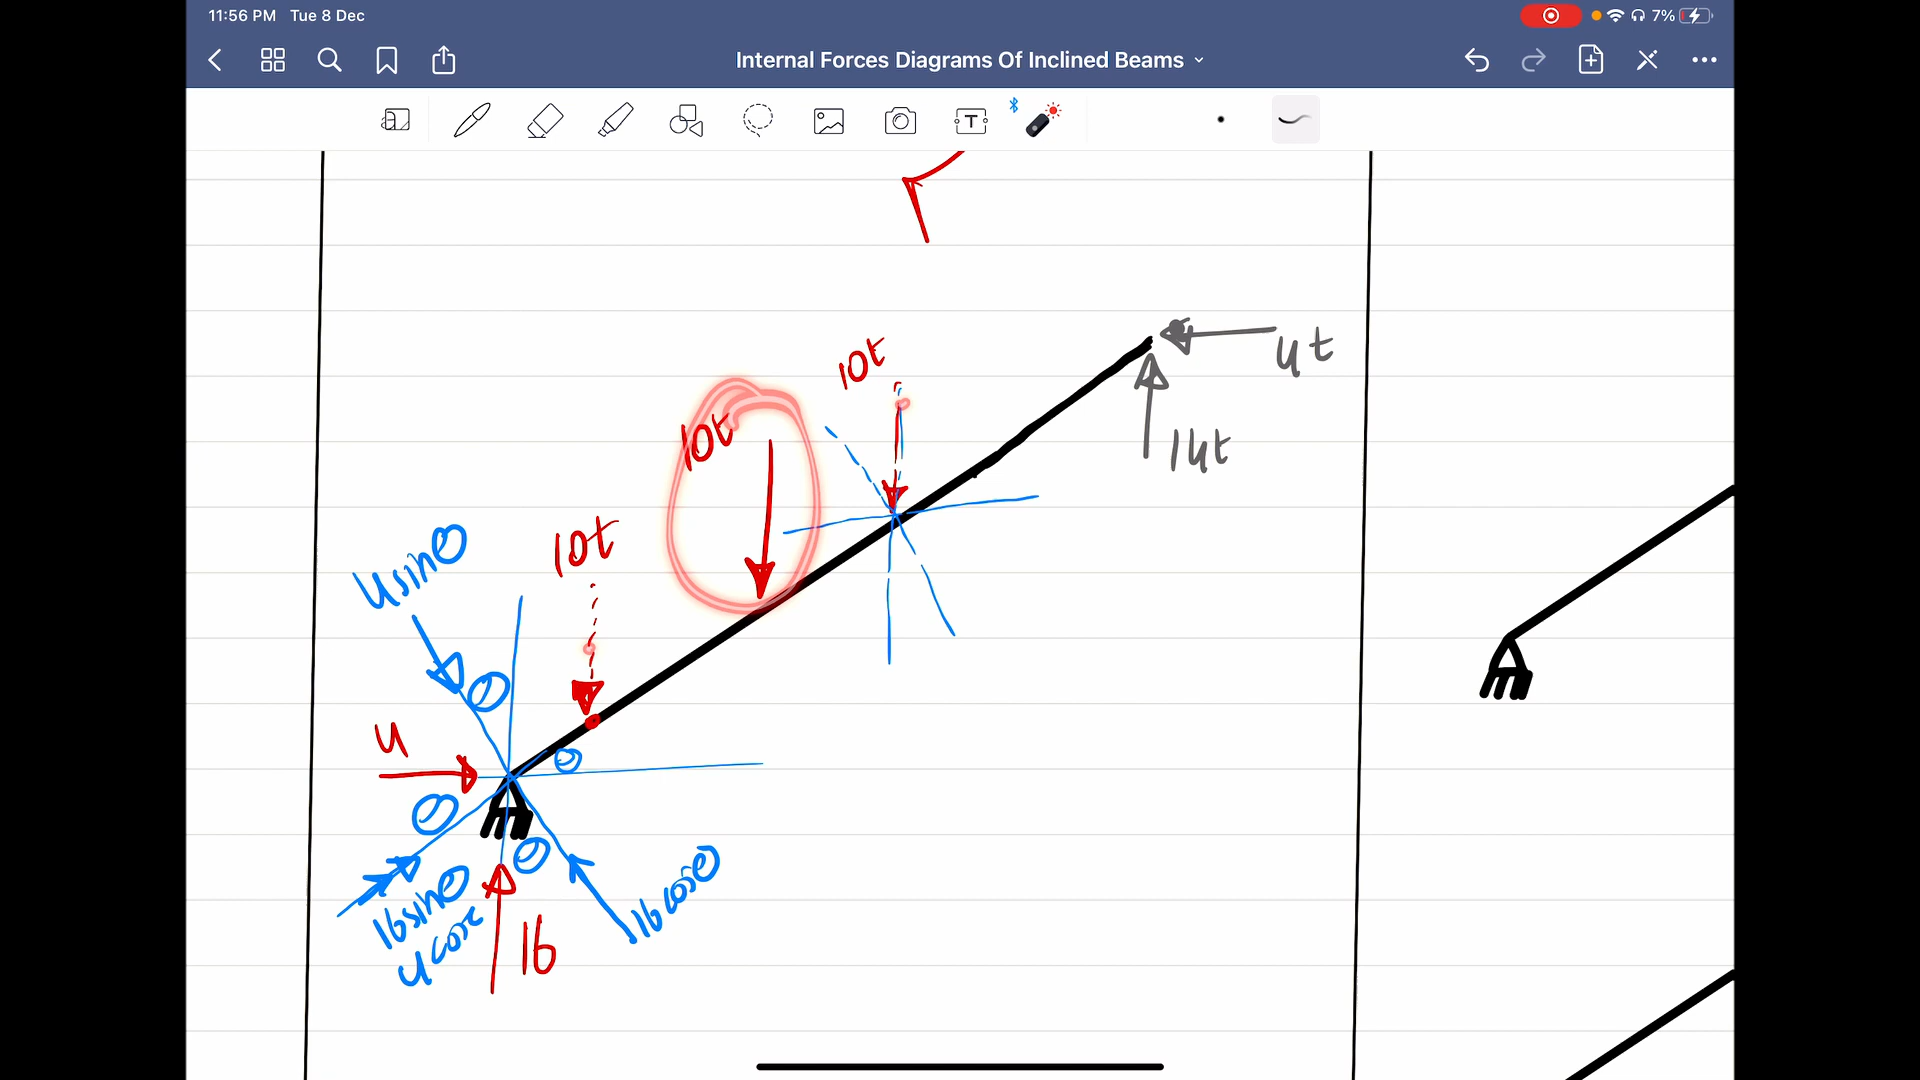 11:56 PM Tue 8 Dec
7%
Internal Forces Diagrams Of Inclined Beams
T
10t
4t
10t
14t
10t
4sinθ
θ
4
θ
θ
θ
16cosθ
16sinθ
4cos
16